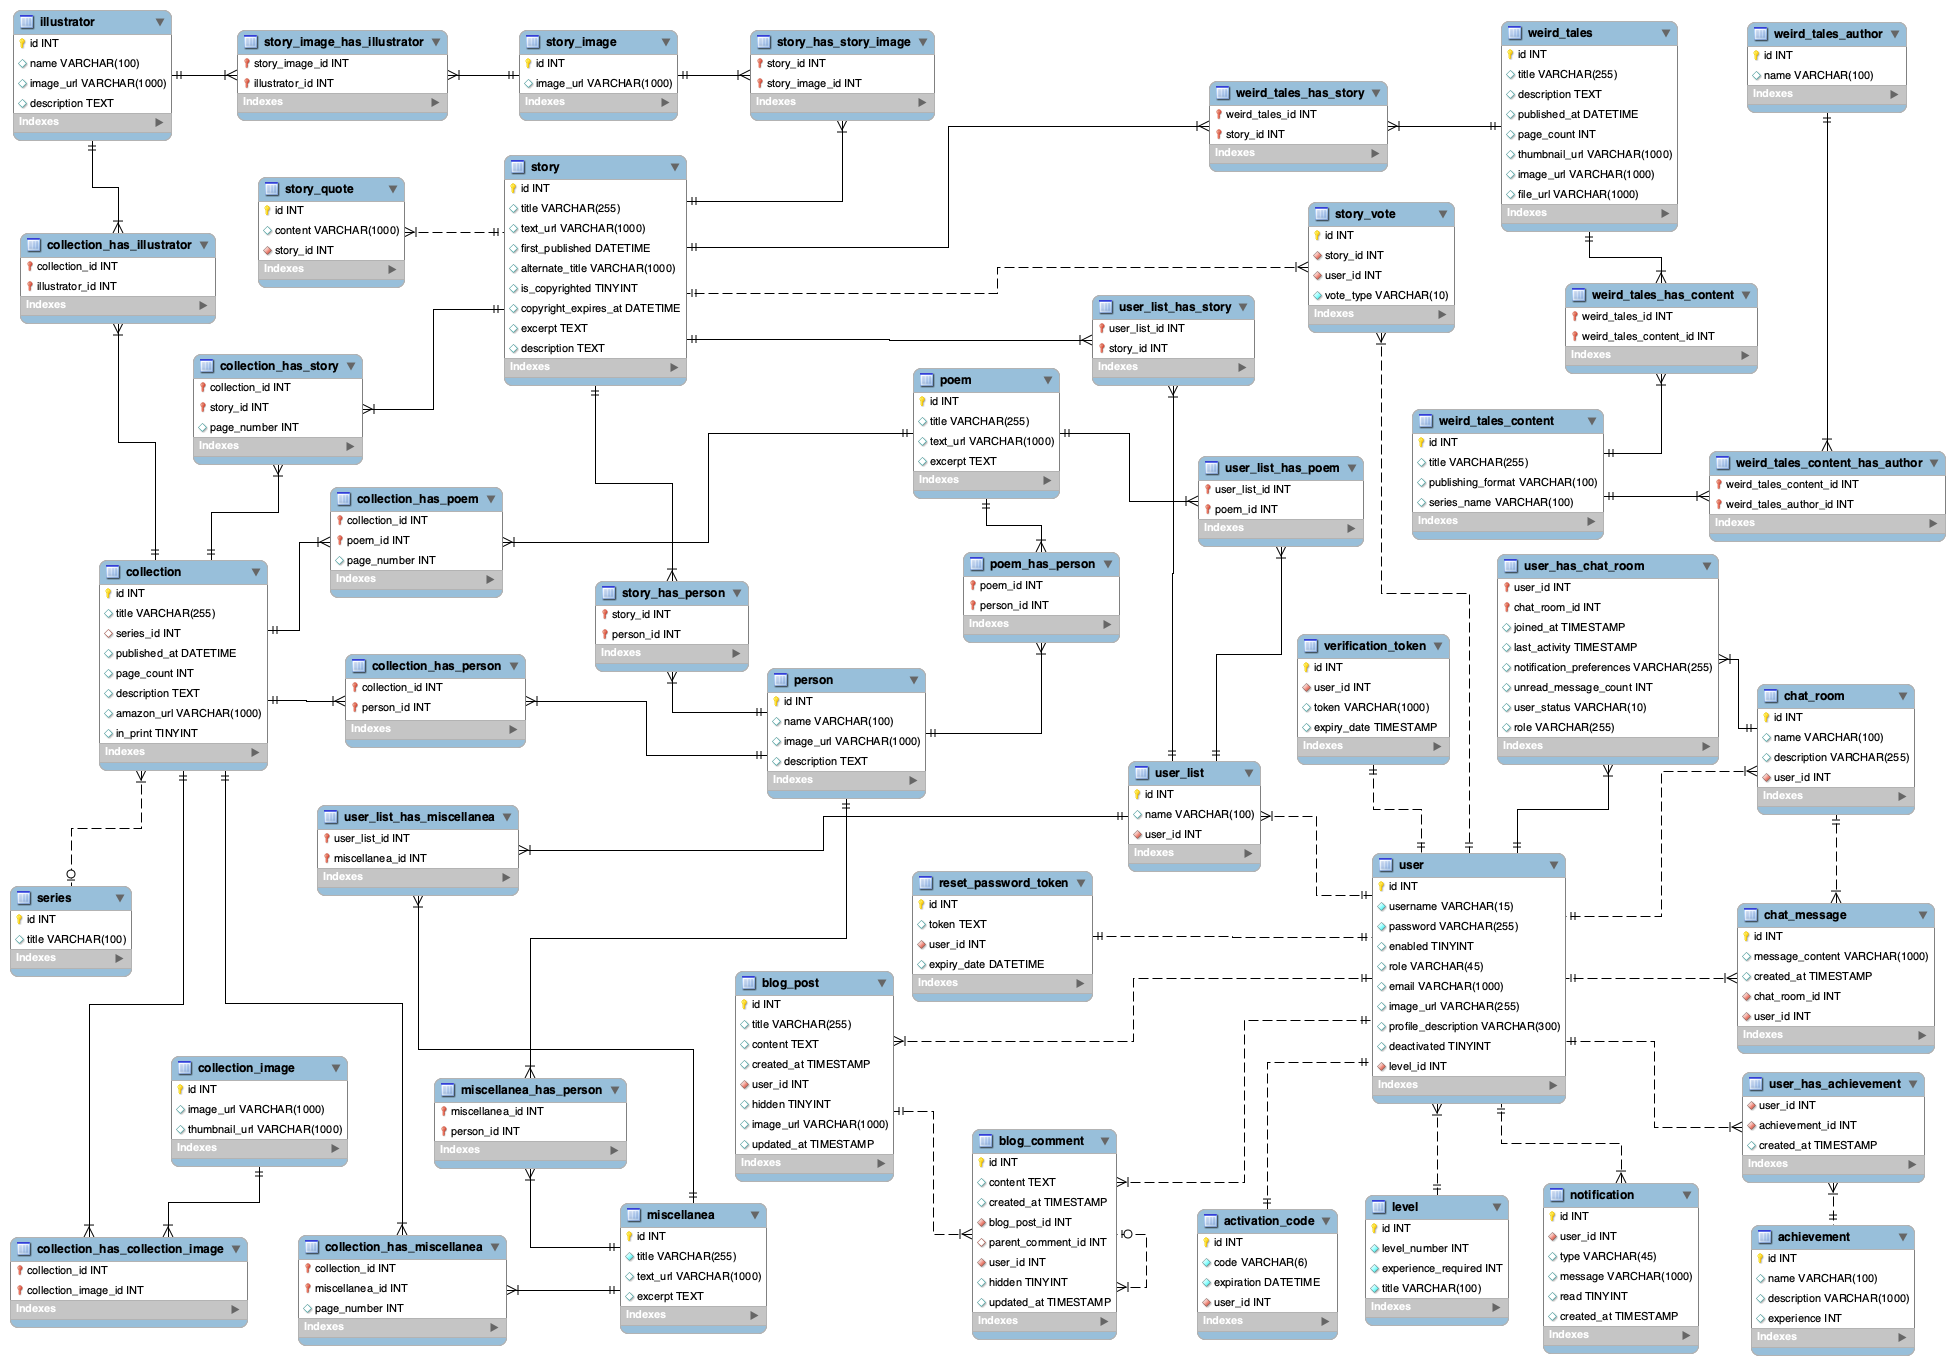 illustrator
id INT
name VARCHAR(100)
image_url VARCHAR(1000)
description TEXT
Indexes
story_image_has_illustrator
story_image_id INT
illustrator_id INT
Indexes
story_image
id INT
image_url VARCHAR(1000)
Indexes
story_has_story_image
story_id INT
story_image_id INT
Indexes
weird_tales_has_story
weird_tales_id INT
story_id INT
Indexes
weird_tales
id INT
title VARCHAR(255)
description TEXT
published_at DATETIME
page_count INT
thumbnail_url VARCHAR(1000)
image_url VARCHAR(1000)
file_url VARCHAR(1000)
Indexes
weird_tales_author
id INT
name VARCHAR(100)
Indexes
story_quote
id INT
content VARCHAR(1000)
story_id INT
Indexes
story
id INT
title VARCHAR(255)
text_url VARCHAR(1000)
first_published DATETIME
alternate_title VARCHAR(1000)
is_copyrighted TINYINT
copyright_expires_at DATETIME
excerpt TEXT
description TEXT
Indexes
story_vote
id INT
story_id INT
user_id INT
vote_type VARCHAR(10)
Indexes
collection_has_illustrator
collection_id INT
illustrator_id INT
Indexes
user_list_has_story
user_list_id INT
story_id INT
Indexes
weird_tales_has_content
weird_tales_id INT
weird_tales_content_id INT
Indexes
collection_has_story
collection_id INT
story_id INT
page_number INT
Indexes
poem
id INT
title VARCHAR(255)
text_url VARCHAR(1000)
excerpt TEXT
Indexes
weird_tales_content
id INT
title VARCHAR(255)
publishing_format VARCHAR(100)
series_name VARCHAR(100)
Indexes
weird_tales_content_has_author
weird_tales_content_id INT
weird_tales_author_id INT
Indexes
user_list_has_poem
user_list_id INT
poem_id INT
Indexes
collection_has_poem
collection_id INT
poem_id INT
page_number INT
Indexes
collection
id INT
title VARCHAR(255)
series_id INT
published_at DATETIME
page_count INT
description TEXT
amazon_url VARCHAR(1000)
in_print TINYINT
Indexes
story_has_person
story_id INT
person_id INT
Indexes
poem_has_person
poem_id INT
person_id INT
Indexes
user_has_chat_room
user_id INT
chat_room_id INT
joined_at TIMESTAMP
last_activity TIMESTAMP
notification_preferences VARCHAR(255)
unread_message_count INT
user_status VARCHAR(10)
role VARCHAR(255)
Indexes
verification_token
id INT
user_id INT
token VARCHAR(1000)
expiry_date TIMESTAMP
Indexes
collection_has_person
collection_id INT
person_id INT
Indexes
person
id INT
name VARCHAR(100)
image_url VARCHAR(1000)
description TEXT
Indexes
chat_room
id INT
name VARCHAR(100)
description VARCHAR(255)
user_id INT
Indexes
user_list
id INT
name VARCHAR(100)
user_id INT
Indexes
user_list_has_miscellanea
user_list_id INT
miscellanea_id INT
Indexes
user
id INT
username VARCHAR(15)
password VARCHAR(255)
enabled TINYINT
role VARCHAR(45)
email VARCHAR(1000)
image_url VARCHAR(255)
profile_description VARCHAR(300)
deactivated TINYINT
level_id INT
Indexes
series
id INT
title VARCHAR(100)
Indexes
reset_password_token
id INT
token TEXT
user_id INT
expiry_date DATETIME
Indexes
chat_message
id INT
message_content VARCHAR(1000)
created_at TIMESTAMP
chat_room_id INT
user_id INT
Indexes
blog_post
id INT
title VARCHAR(255)
content TEXT
created_at TIMESTAMP
user_id INT
hidden TINYINT
image_url VARCHAR(1000)
updated_at TIMESTAMP
Indexes
collection_image
id INT
image_url VARCHAR(1000)
thumbnail_url VARCHAR(1000)
Indexes
miscellanea_has_person
miscellanea_id INT
person_id INT
Indexes
user_has_achievement
user_id INT
achievement_id INT
created_at TIMESTAMP
Indexes
blog_comment
id INT
content TEXT
created_at TIMESTAMP
blog_post_id INT
parent_comment_id INT
user_id INT
hidden TINYINT
updated_at TIMESTAMP
Indexes
notification
id INT
user_id INT
type VARCHAR(45)
message VARCHAR(1000)
read TINYINT
created_at TIMESTAMP
Indexes
level
id INT
level_number INT
experience_required INT
title VARCHAR(100)
Indexes
miscellanea
id INT
title VARCHAR(255)
text_url VARCHAR(1000)
excerpt TEXT
Indexes
activation_code
id INT
code VARCHAR(6)
expiration DATETIME
user_id INT
Indexes
achievement
id INT
name VARCHAR(100)
description VARCHAR(1000)
experience INT
Indexes
collection_has_collection_image
collection_id INT
collection_image_id INT
Indexes
collection_has_miscellanea
collection_id INT
miscellanea_id INT
page_number INT
Indexes